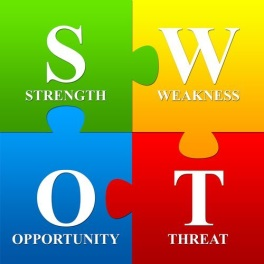 S W
STRENGTH WEAKNESS
O T
OPPORTUNITY THREAT